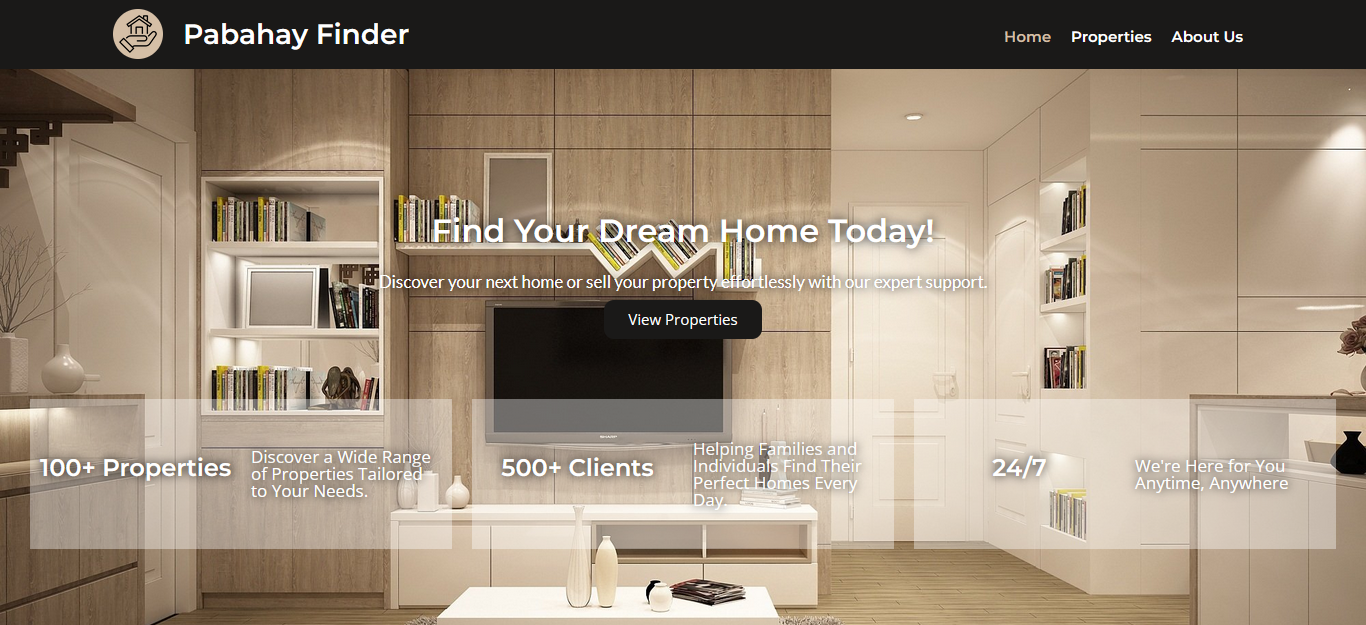 Pabahay Finder
Home Properties About Us
Find Your Dream Home Today!
Discover your next home or sell your property effortlessly with our expert support.
View Properties
SHARP
100+ Properties
Discover a Wide Range
of Properties Tailored
to Your Needs.
500+ Clients
Helping Families and
Individuals Find Their
Perfect Homes Every
Day.
24/7
We're Here for You
Anytime, Anywhere